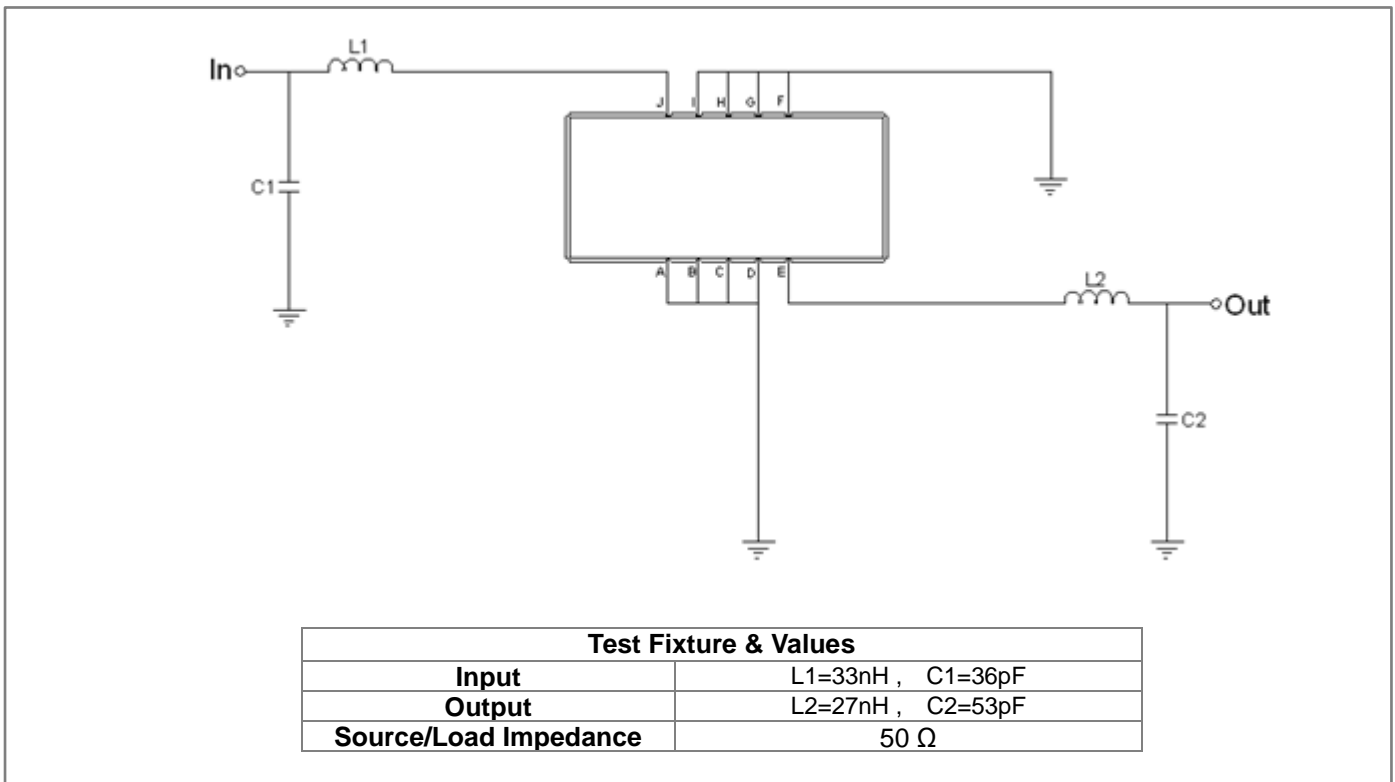 L1
In
J I H G F
C1
A B C D E
L2
Out
C2
Test Fixture & Values
Input L1=33nH , C1=36pF
Output L2=27nH , C2=53pF
Source/Load Impedance 50 Ω